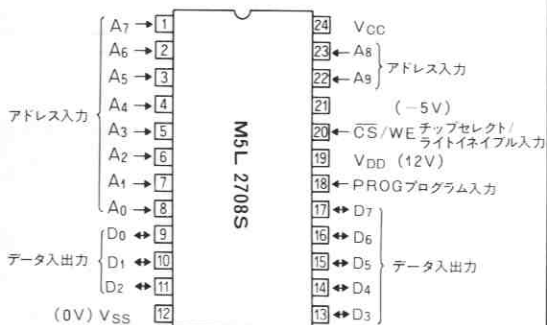 アドレス入力
A7 → 1
A6 → 2
A5 → 3
A4 → 4
A3 → 5
A2 → 6
A1 → 7
A0 → 8
データ入出力
D0 ↔ 9
D1 ↔ 10
D2 ↔ 11
(0V) VSS 12
M5L 2708S
24 VCC
23 ← A8
22 ← A9
アドレス入力
21 (−5V)
20 ← CS/WE チップセレクト/
ライトイネイブル入力
19 VDD (12V)
18 ← PROGプログラム入力
17 ↔ D7
16 ↔ D6
15 ↔ D5
14 ↔ D4
13 ↔ D3
データ入出力